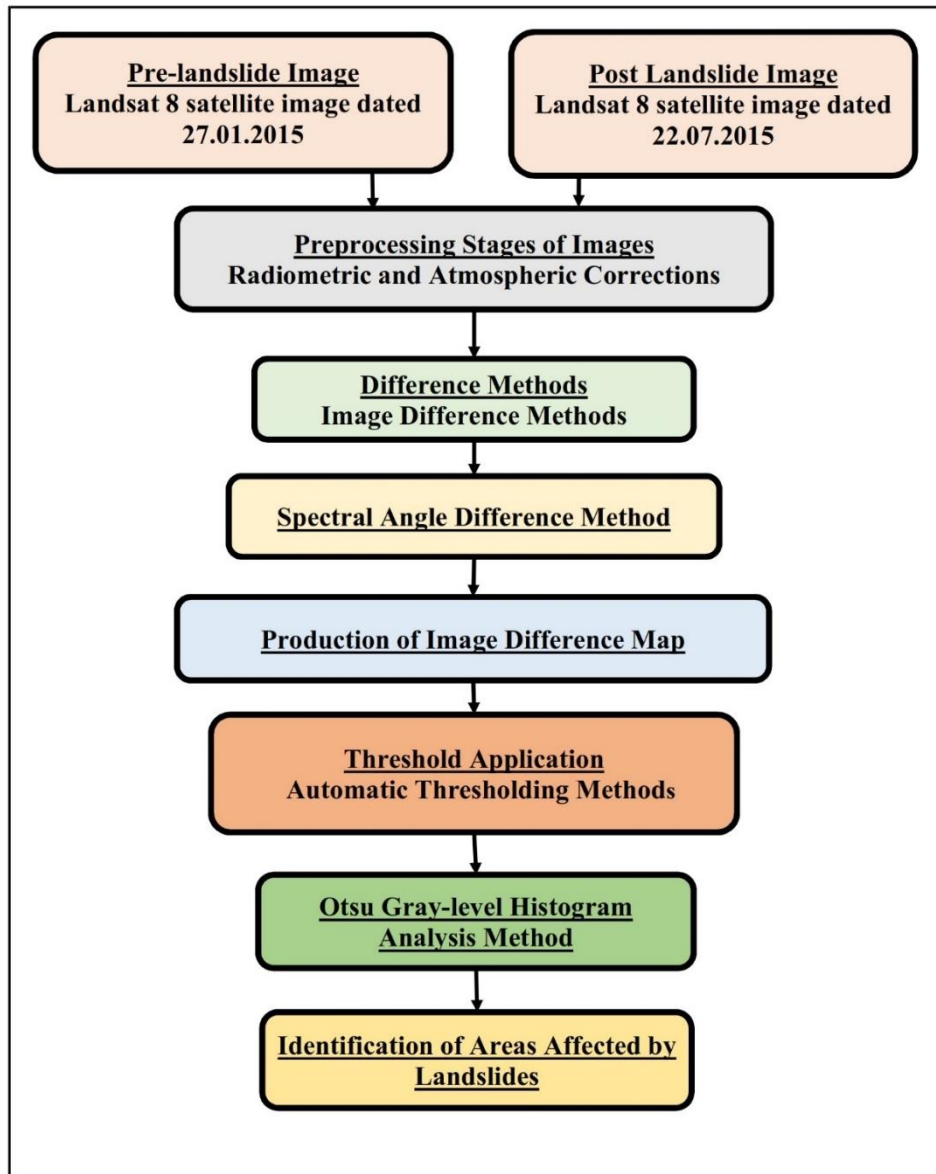 Pre-landslide Image
Landsat 8 satellite image dated
27.01.2015
Post Landslide Image
Landsat 8 satellite image dated
22.07.2015
Preprocessing Stages of Images
Radiometric and Atmospheric Corrections
Difference Methods
Image Difference Methods
Spectral Angle Difference Method
Production of Image Difference Map
Threshold Application
Automatic Thresholding Methods
Otsu Gray-level Histogram
Analysis Method
Identification of Areas Affected by
Landslides